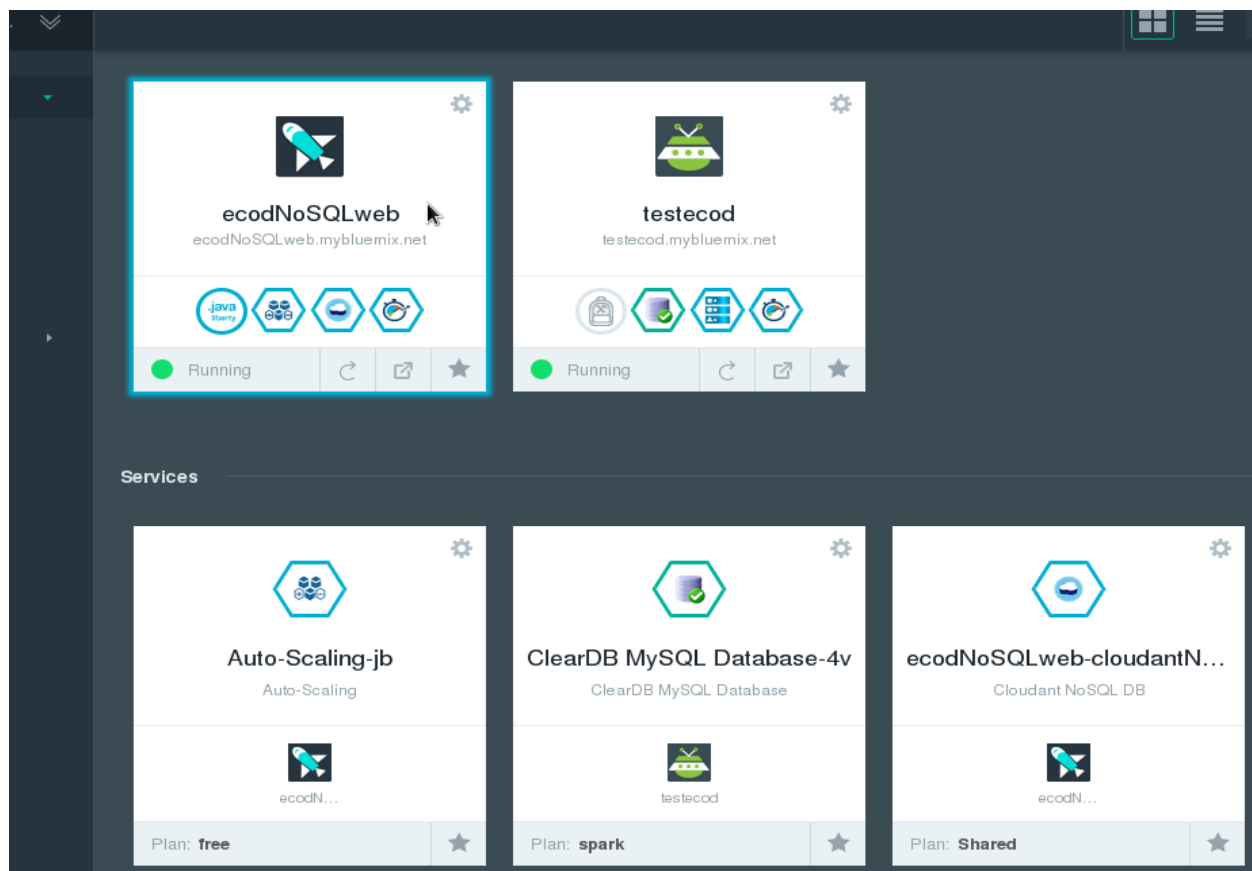 ecodNoSQLweb
ecodNoSQLweb.mybluemix.net
.java
liberty
Running
testecod
testecod.mybluemix.net
Running
Services
Auto-Scaling-jb
Auto-Scaling
ecodN...
Plan: free
ClearDB MySQL Database-4v
ClearDB MySQL Database
testecod
Plan: spark
ecodNoSQLweb-cloudantN...
Cloudant NoSQL DB
ecodN...
Plan: Shared